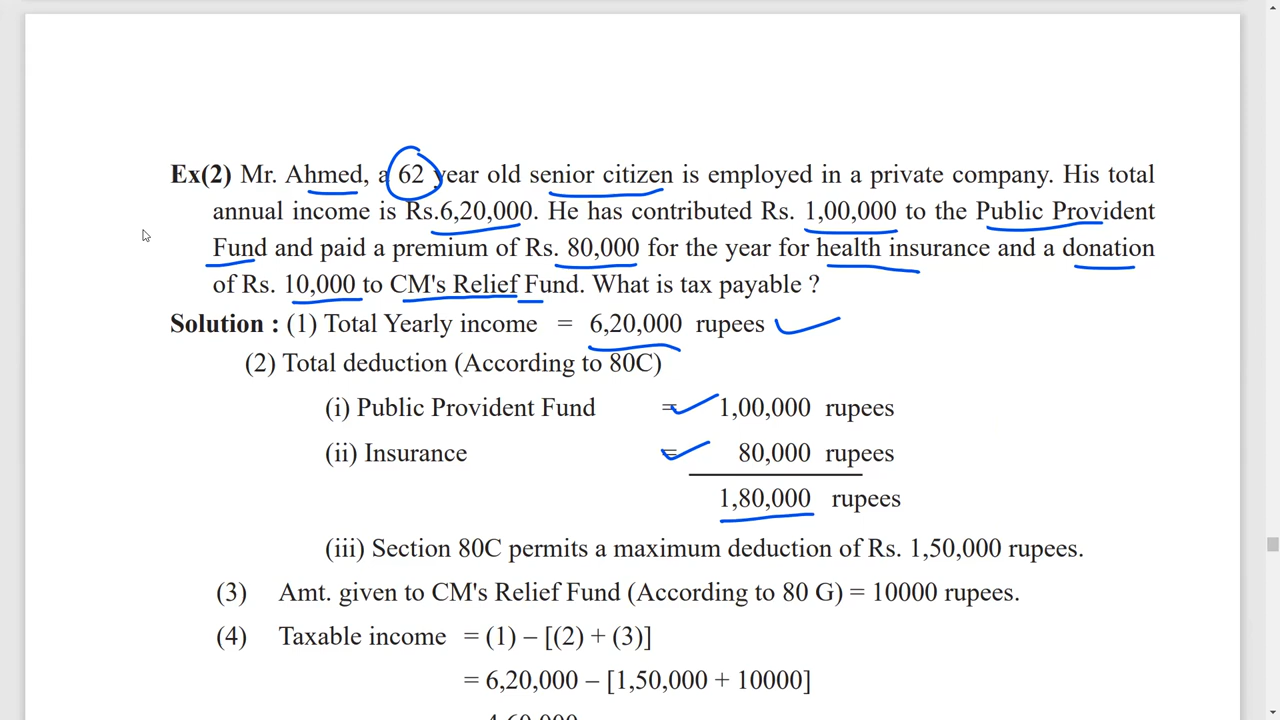 Ex(2) Mr. Ahmed, a 62 year old senior citizen is employed in a private company. His total
annual income is Rs.6,20,000. He has contributed Rs. 1,00,000 to the Public Provident
Fund and paid a premium of Rs. 80,000 for the year for health insurance and a donation
of Rs. 10,000 to CM's Relief Fund. What is tax payable ?
Solution : (1) Total Yearly income = 6,20,000 rupees
(2) Total deduction (According to 80C)
(i) Public Provident Fund = 1,00,000 rupees
(ii) Insurance = 80,000 rupees
1,80,000 rupees
(iii) Section 80C permits a maximum deduction of Rs. 1,50,000 rupees.
(3) Amt. given to CM's Relief Fund (According to 80 G) = 10000 rupees.
(4) Taxable income = (1) – [(2) + (3)]
= 6,20,000 – [1,50,000 + 10000]
4,60,000